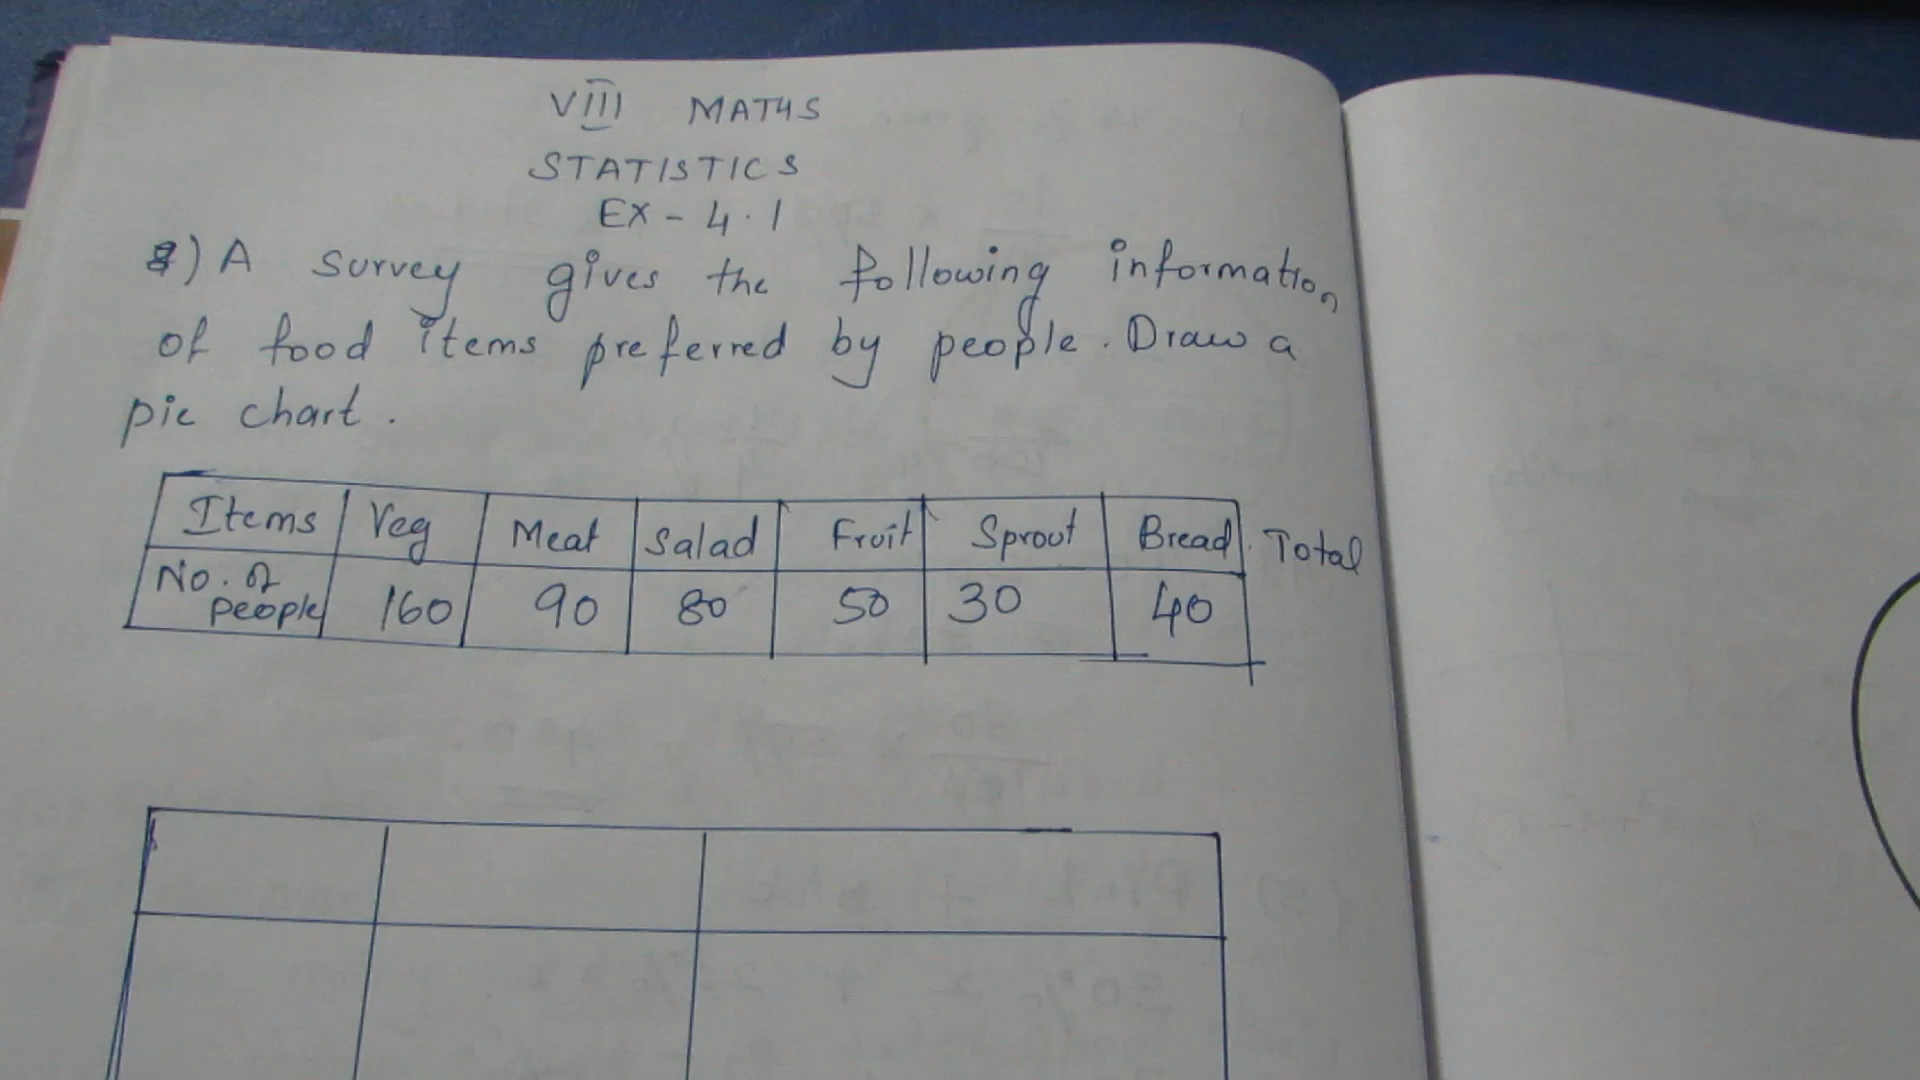 VIII MATHS
STATISTICS
EX - 4.1
8) A survey gives the following information
of food items preferred by people. Draw a
pie chart.
Items Veg Meat Salad Fruit Sprout Bread Total
No. of people 160 90 80 50 30 40